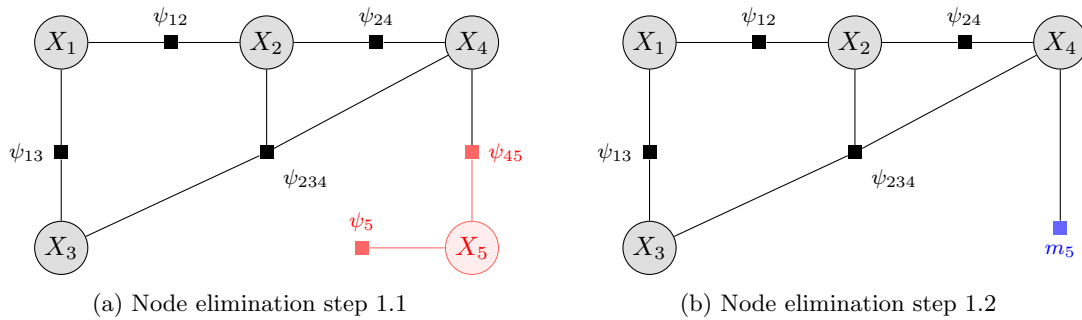 ψ12 ψ24
X1 X2 X4
ψ13 ψ45
ψ234
ψ5
X3 X5
(a) Node elimination step 1.1
ψ12 ψ24
X1 X2 X4
ψ13
ψ234
X3
m5
(b) Node elimination step 1.2